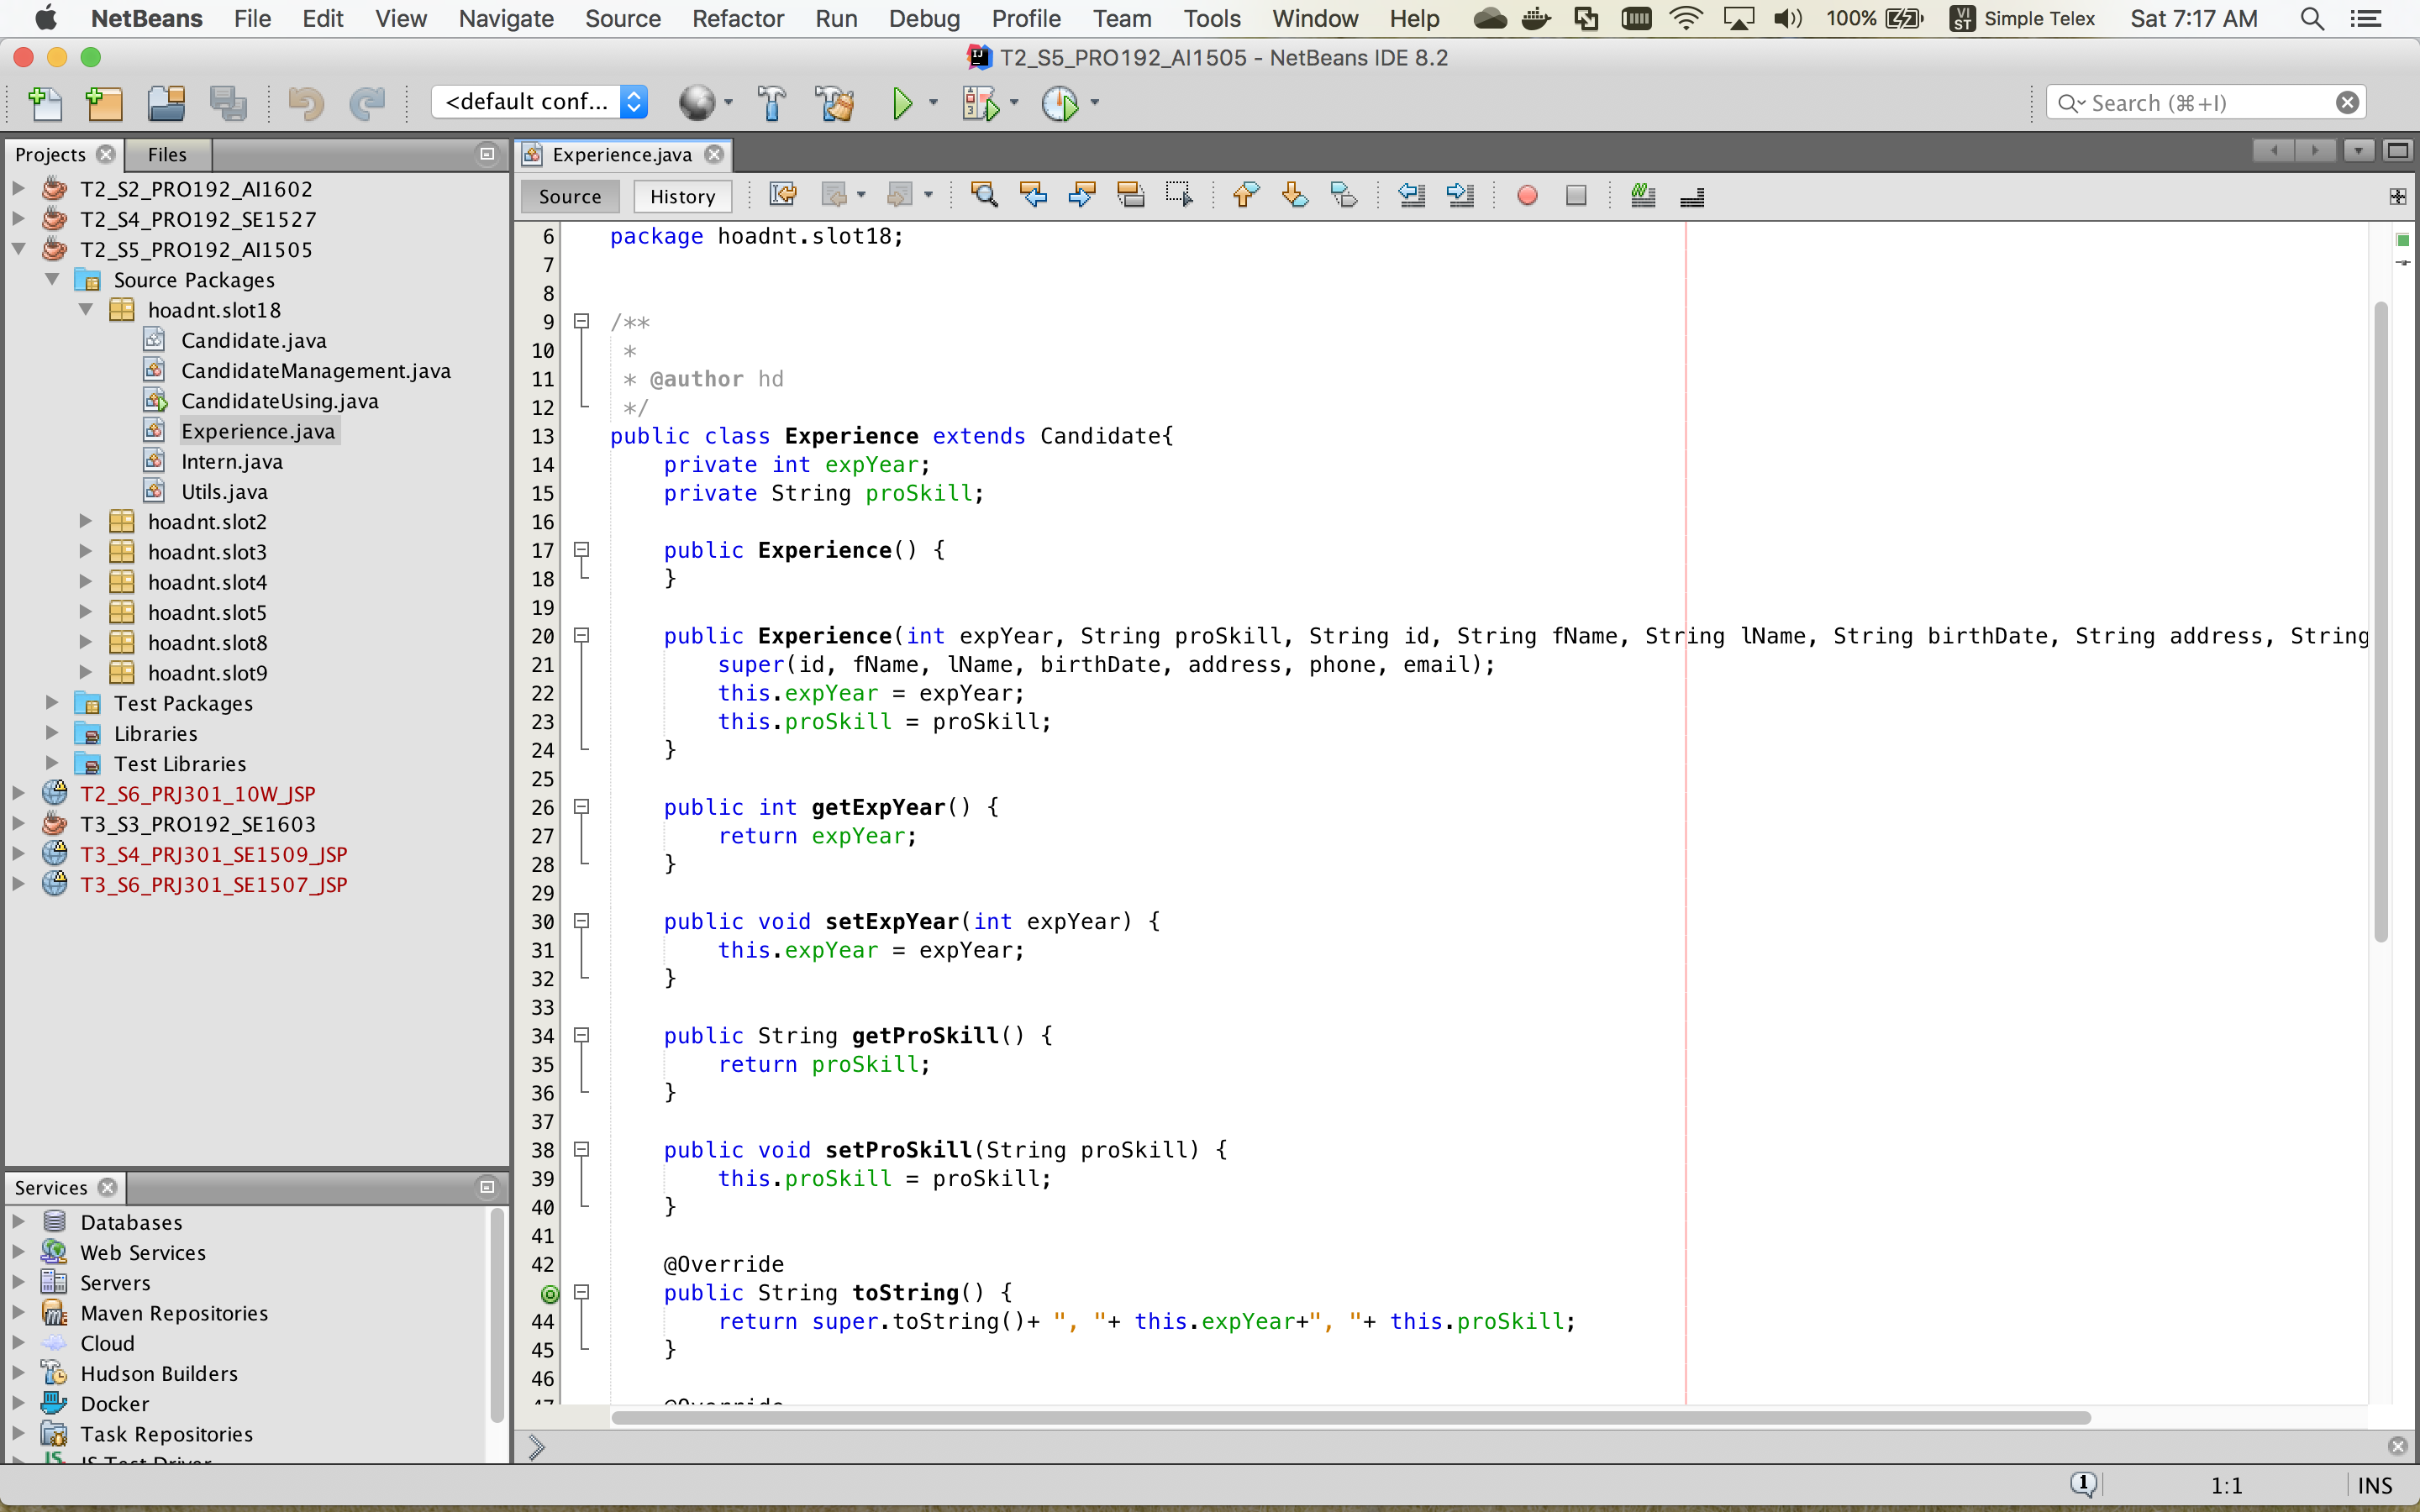 NetBeans File Edit View Navigate Source Refactor Run Debug Profile Team Tools Window Help 100% VI ST Simple Telex Sat 7:17 AM
T2_S5_PRO192_AI1505 - NetBeans IDE 8.2
<default conf... Search (⌘+I)
Projects Files
T2_S2_PRO192_AI1602
T2_S4_PRO192_SE1527
T2_S5_PRO192_AI1505
Source Packages
hoadnt.slot18
Candidate.java
CandidateManagement.java
CandidateUsing.java
Experience.java
Intern.java
Utils.java
hoadnt.slot2
hoadnt.slot3
hoadnt.slot4
hoadnt.slot5
hoadnt.slot8
hoadnt.slot9
Test Packages
Libraries
Test Libraries
T2_S6_PRJ301_10W_JSP
T3_S3_PRO192_SE1603
T3_S4_PRJ301_SE1509_JSP
T3_S6_PRJ301_SE1507_JSP
Services
Databases
Web Services
Servers
Maven Repositories
Cloud
Hudson Builders
Docker
Task Repositories
JS Test Driver
Experience.java
Source History
6 package hoadnt.slot18;
7
8
9 /**
10 *
11 * @author hd
12 */
13 public class Experience extends Candidate{
14 private int expYear;
15 private String proSkill;
16
17 public Experience() {
18 }
19
20 public Experience(int expYear, String proSkill, String id, String fName, String lName, String birthDate, String address, String
21 super(id, fName, lName, birthDate, address, phone, email);
22 this.expYear = expYear;
23 this.proSkill = proSkill;
24 }
25
26 public int getExpYear() {
27 return expYear;
28 }
29
30 public void setExpYear(int expYear) {
31 this.expYear = expYear;
32 }
33
34 public String getProSkill() {
35 return proSkill;
36 }
37
38 public void setProSkill(String proSkill) {
39 this.proSkill = proSkill;
40 }
41
42 @Override
public String toString() {
44 return super.toString()+ ", "+ this.expYear+", "+ this.proSkill;
45 }
46
47 @Override
1 1:1 INS